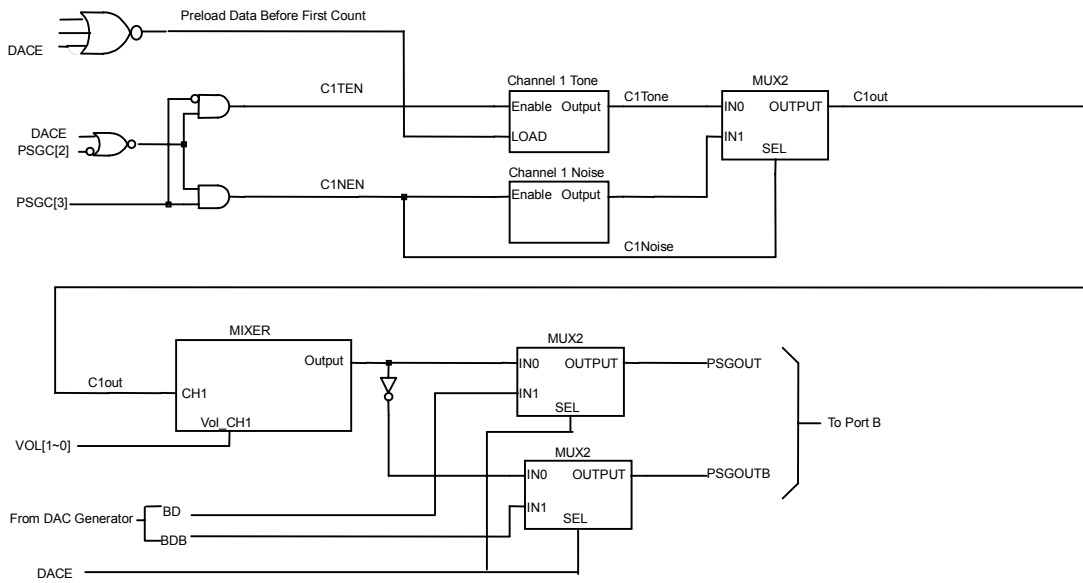 Preload Data Before First Count
DACE
Channel 1 Tone
MUX2
C1TEN
Enable Output
C1Tone
IN0 OUTPUT
C1out
LOAD
IN1
DACE
PSGC[2]
SEL
Channel 1 Noise
C1NEN
Enable Output
PSGC[3]
C1Noise
MIXER
MUX2
Output
IN0 OUTPUT
PSGOUT
C1out
CH1
IN1
SEL
Vol_CH1
To Port B
VOL[1~0]
MUX2
IN0 OUTPUT
PSGOUTB
IN1
From DAC Generator
BD
SEL
BDB
DACE